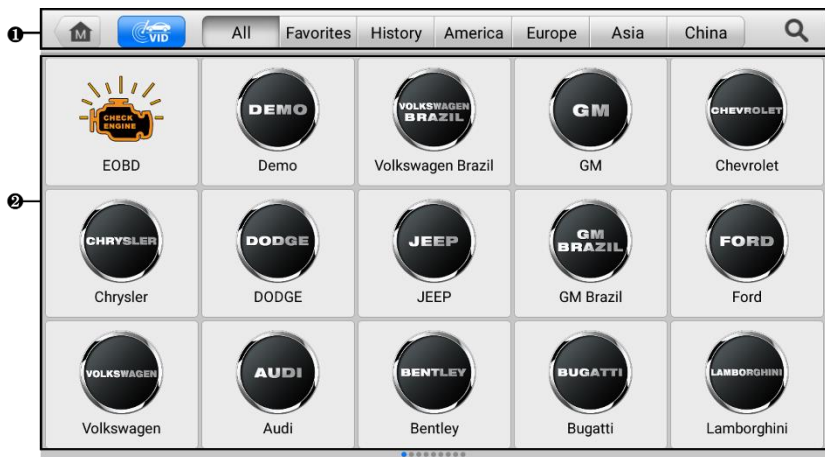 ❶
M
VID
All
Favorites
History
America
Europe
Asia
China
❷
CHECK
ENGINE
EOBD
DEMO
Demo
VOLKSWAGEN
BRAZIL
Volkswagen Brazil
GM
GM
CHEVROLET
Chevrolet
CHRYSLER
Chrysler
DODGE
DODGE
JEEP
JEEP
GM
BRAZIL
GM Brazil
FORD
Ford
VOLKSWAGEN
Volkswagen
AUDI
Audi
BENTLEY
Bentley
BUGATTI
Bugatti
LAMBORGHINI
Lamborghini